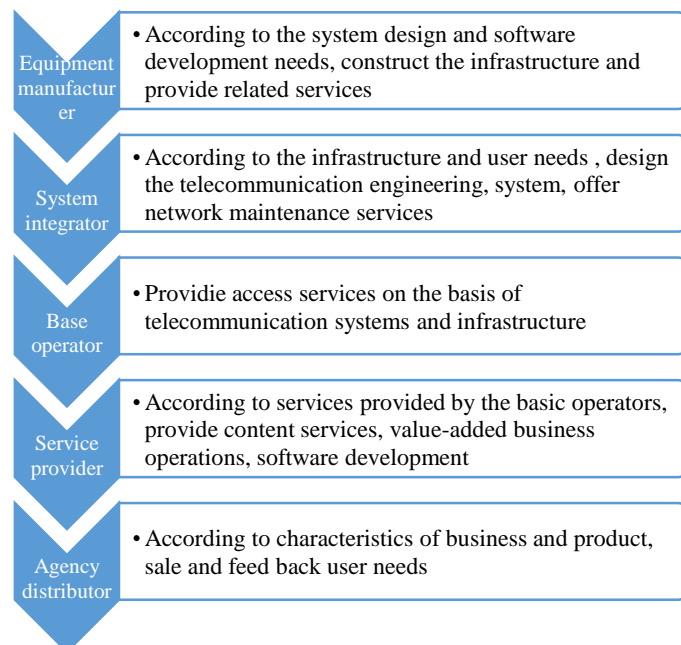 Equipment
manufactur
er
• According to the system design and software
development needs, construct the infrastructure and
provide related services
System
integrator
• According to the infrastructure and user needs , design
the telecommunication engineering, system, offer
network maintenance services
Base
operator
• Providie access services on the basis of
telecommunication systems and infrastructure
Service
provider
• According to services provided by the basic operators,
provide content services, value-added business
operations, software development
Agency
distributor
• According to characteristics of business and product,
sale and feed back user needs